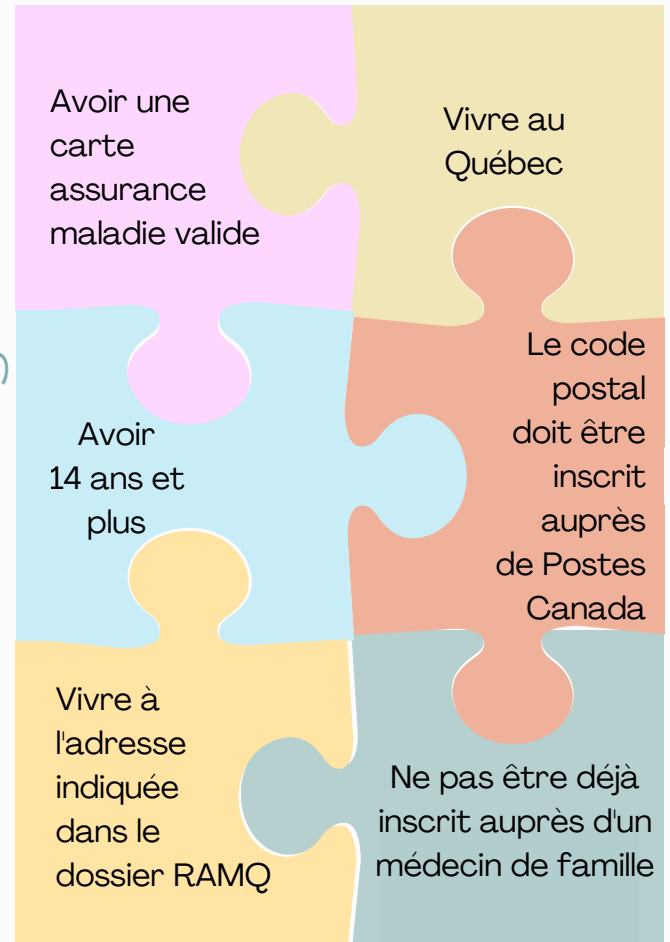 Avoir une
carte
assurance
maladie valide
Vivre au
Québec
Avoir
14 ans et
plus
Le code
postal
doit être
inscrit
auprès
de Postes
Canada
Vivre à
l'adresse
indiquée
dans le
dossier RAMQ
Ne pas être déjà
inscrit auprès d'un
médecin de famille